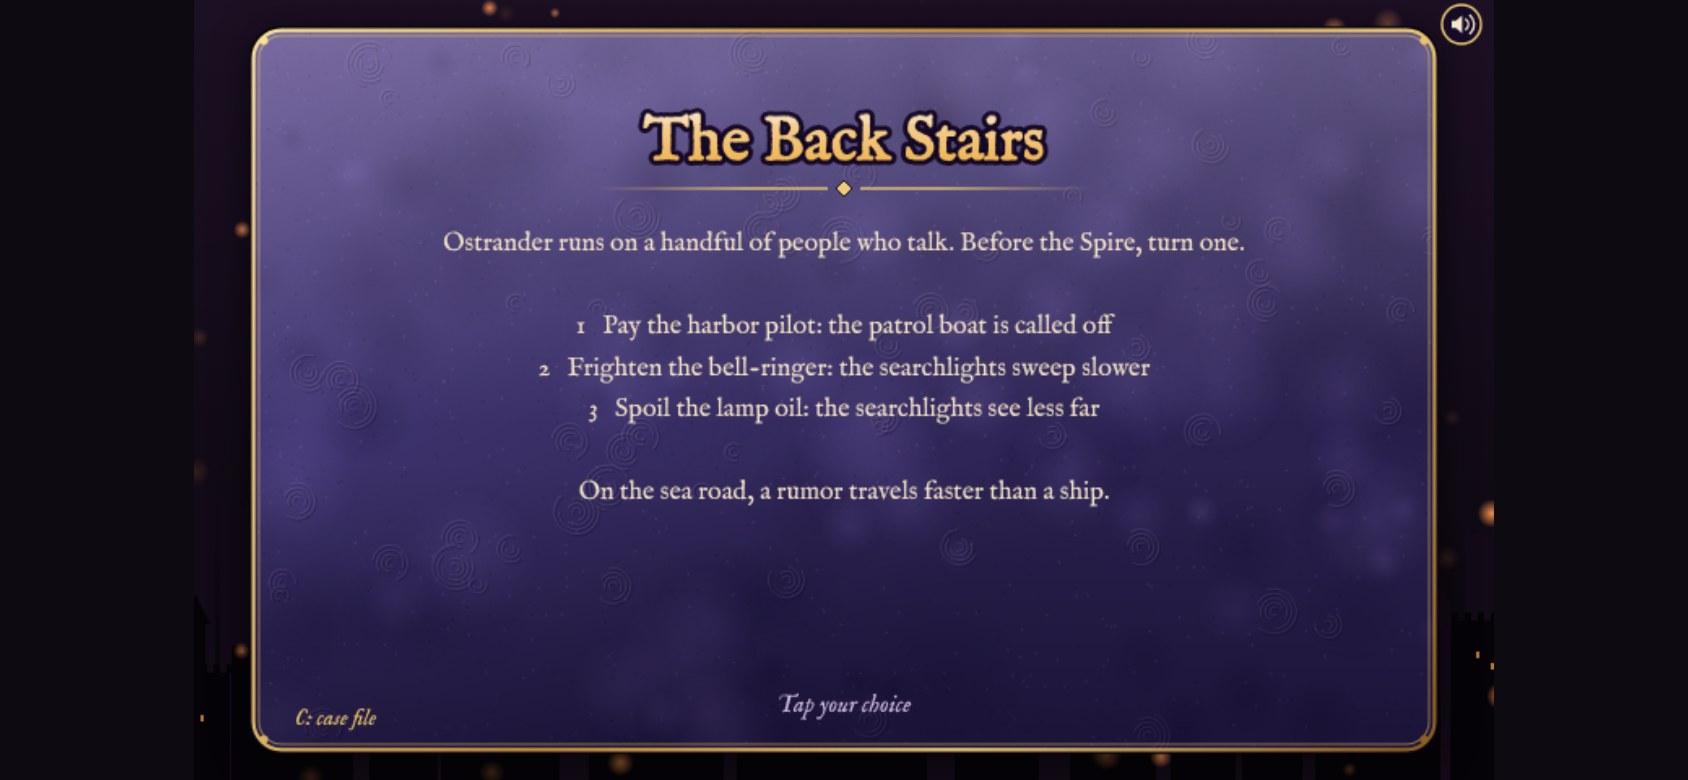 The Back Stairs
Ostrander runs on a handful of people who talk. Before the Spire, turn one.
1 Pay the harbor pilot: the patrol boat is called off
2 Frighten the bell-ringer: the searchlights sweep slower
3 Spoil the lamp oil: the searchlights see less far
On the sea road, a rumor travels faster than a ship.
Tap your choice
C: case file